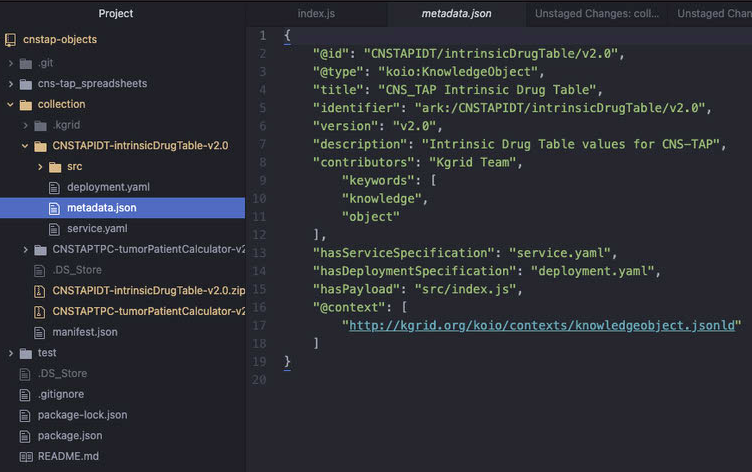 Project
cnstap-objects
.git
cns-tap_spreadsheets
collection
.kgrid
CNSTAPIDT-intrinsicDrugTable-v2.0
src
deployment.yaml
metadata.json
service.yaml
CNSTAPTPC-tumorPatientCalculator-v2
.DS_Store
CNSTAPIDT-intrinsicDrugTable-v2.0.zip
CNSTAPTPC-tumorPatientCalculator-v2
manifest.json
test
.DS_Store
.gitignore
package-lock.json
package.json
README.md
index.js
metadata.json
Unstaged Changes: coll...
Unstaged Chang
1 {
2 "@id": "CNSTAPIDT/intrinsicDrugTable/v2.0",
3 "@type": "koio:KnowledgeObject",
4 "title": "CNS_TAP Intrinsic Drug Table",
5 "identifier": "ark:/CNSTAPIDT/intrinsicDrugTable/v2.0",
6 "version": "v2.0",
7 "description": "Intrinsic Drug Table values for CNS-TAP",
8 "contributors": "Kgrid Team",
9 "keywords": [
10 "knowledge",
11 "object"
12 ],
13 "hasServiceSpecification": "service.yaml",
14 "hasDeploymentSpecification": "deployment.yaml",
15 "hasPayload": "src/index.js",
16 "@context": [
17 "http://kgrid.org/koio/contexts/knowledgeobject.jsonld"
18 ]
19 }
20